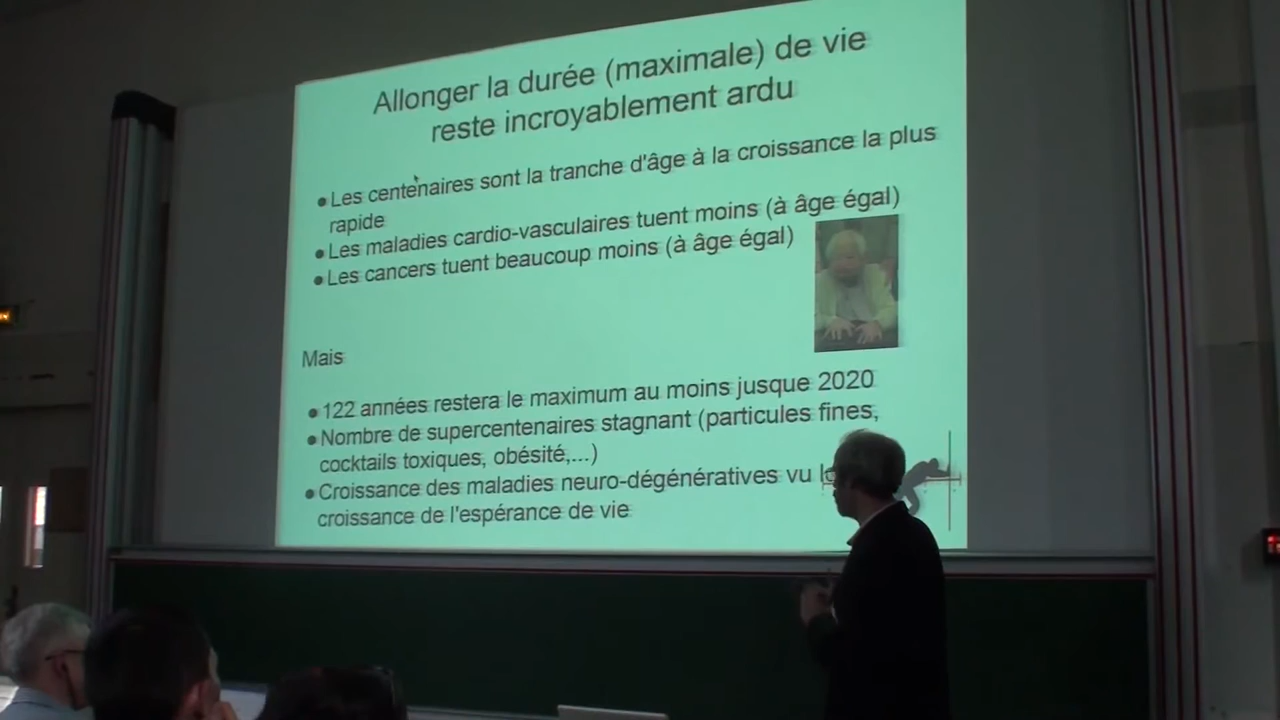 Allonger la durée (maximale) de vie
reste incroyablement ardu
●Les centenaires sont la tranche d'âge à la croissance la plus
rapide
●Les maladies cardio-vasculaires tuent moins (à âge égal)
●Les cancers tuent beaucoup moins (à âge égal)
Mais
●122 années restera le maximum au moins jusque 2020
●Nombre de supercentenaires stagnant (particules fines,
cocktails toxiques, obésité,...)
●Croissance des maladies neuro-dégénératives vu
croissance de l'espérance de vie